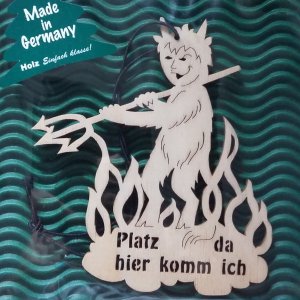 Made
in
Germany
Holz Einfach klasse!
Platz da
hier komm ich